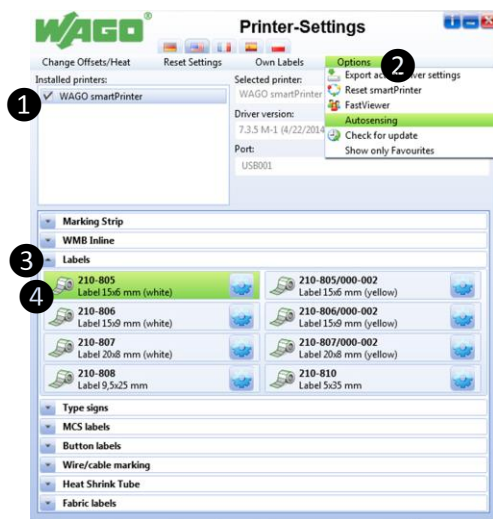 WAGO®
Printer-Settings
Change Offsets/Heat Reset Settings Own Labels Options
2
Installed printers:
Selected printer:
1
WAGO smartPrinter
WAGO smartPrinter
Driver version:
7.3.5 M-1 (4/22/2014
Port:
USB001
Export ac driver settings
Reset smartPrinter
FastViewer
Autosensing
Check for update
Show only Favourites
Marking Strip
WMB Inline
3
Labels
4
210-805
Label 15x6 mm (white)
210-805/000-002
Label 15x6 mm (yellow)
210-806
Label 15x9 mm (white)
210-806/000-002
Label 15x9 mm (yellow)
210-807
Label 20x8 mm (white)
210-807/000-002
Label 20x8 mm (yellow)
210-808
Label 9,5x25 mm
210-810
Label 5x35 mm
Type signs
MCS labels
Button labels
Wire/cable marking
Heat Shrink Tube
Fabric labels